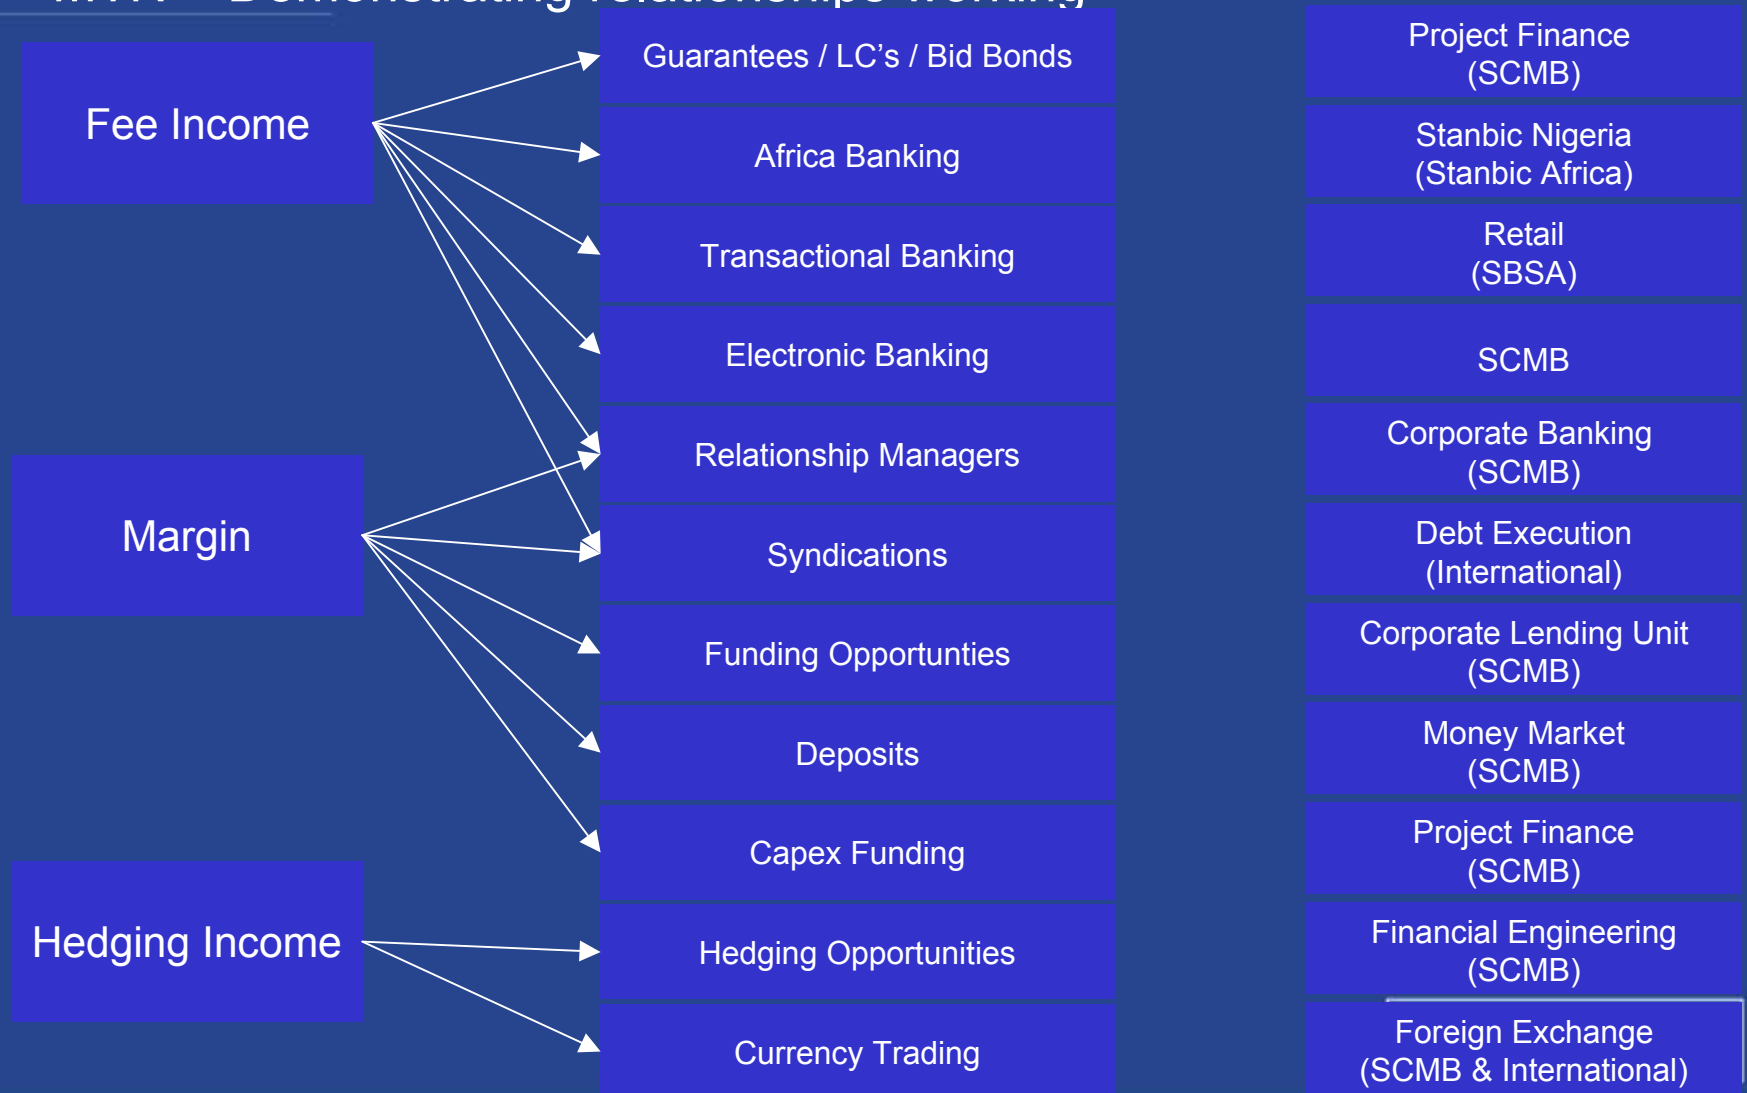 Demonstrating relationships working
Fee Income
Margin
Hedging Income
Guarantees / LC’s / Bid Bonds
Africa Banking
Transactional Banking
Electronic Banking
Relationship Managers
Syndications
Funding Opportunties
Deposits
Capex Funding
Hedging Opportunities
Currency Trading
Project Finance
(SCMB)
Stanbic Nigeria
(Stanbic Africa)
Retail
(SBSA)
SCMB
Corporate Banking
(SCMB)
Debt Execution
(International)
Corporate Lending Unit
(SCMB)
Money Market
(SCMB)
Project Finance
(SCMB)
Financial Engineering
(SCMB)
Foreign Exchange
(SCMB & International)